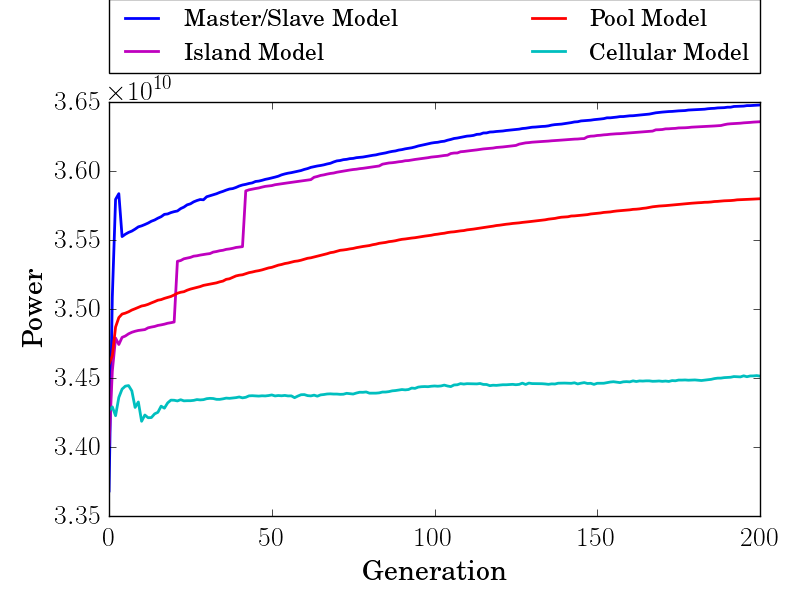 Master/Slave Model Pool Model
Island Model Cellular Model
×10^10
3.65
3.60
3.55
3.50
3.45
3.40
3.35
Power
0 50 100 150 200
Generation